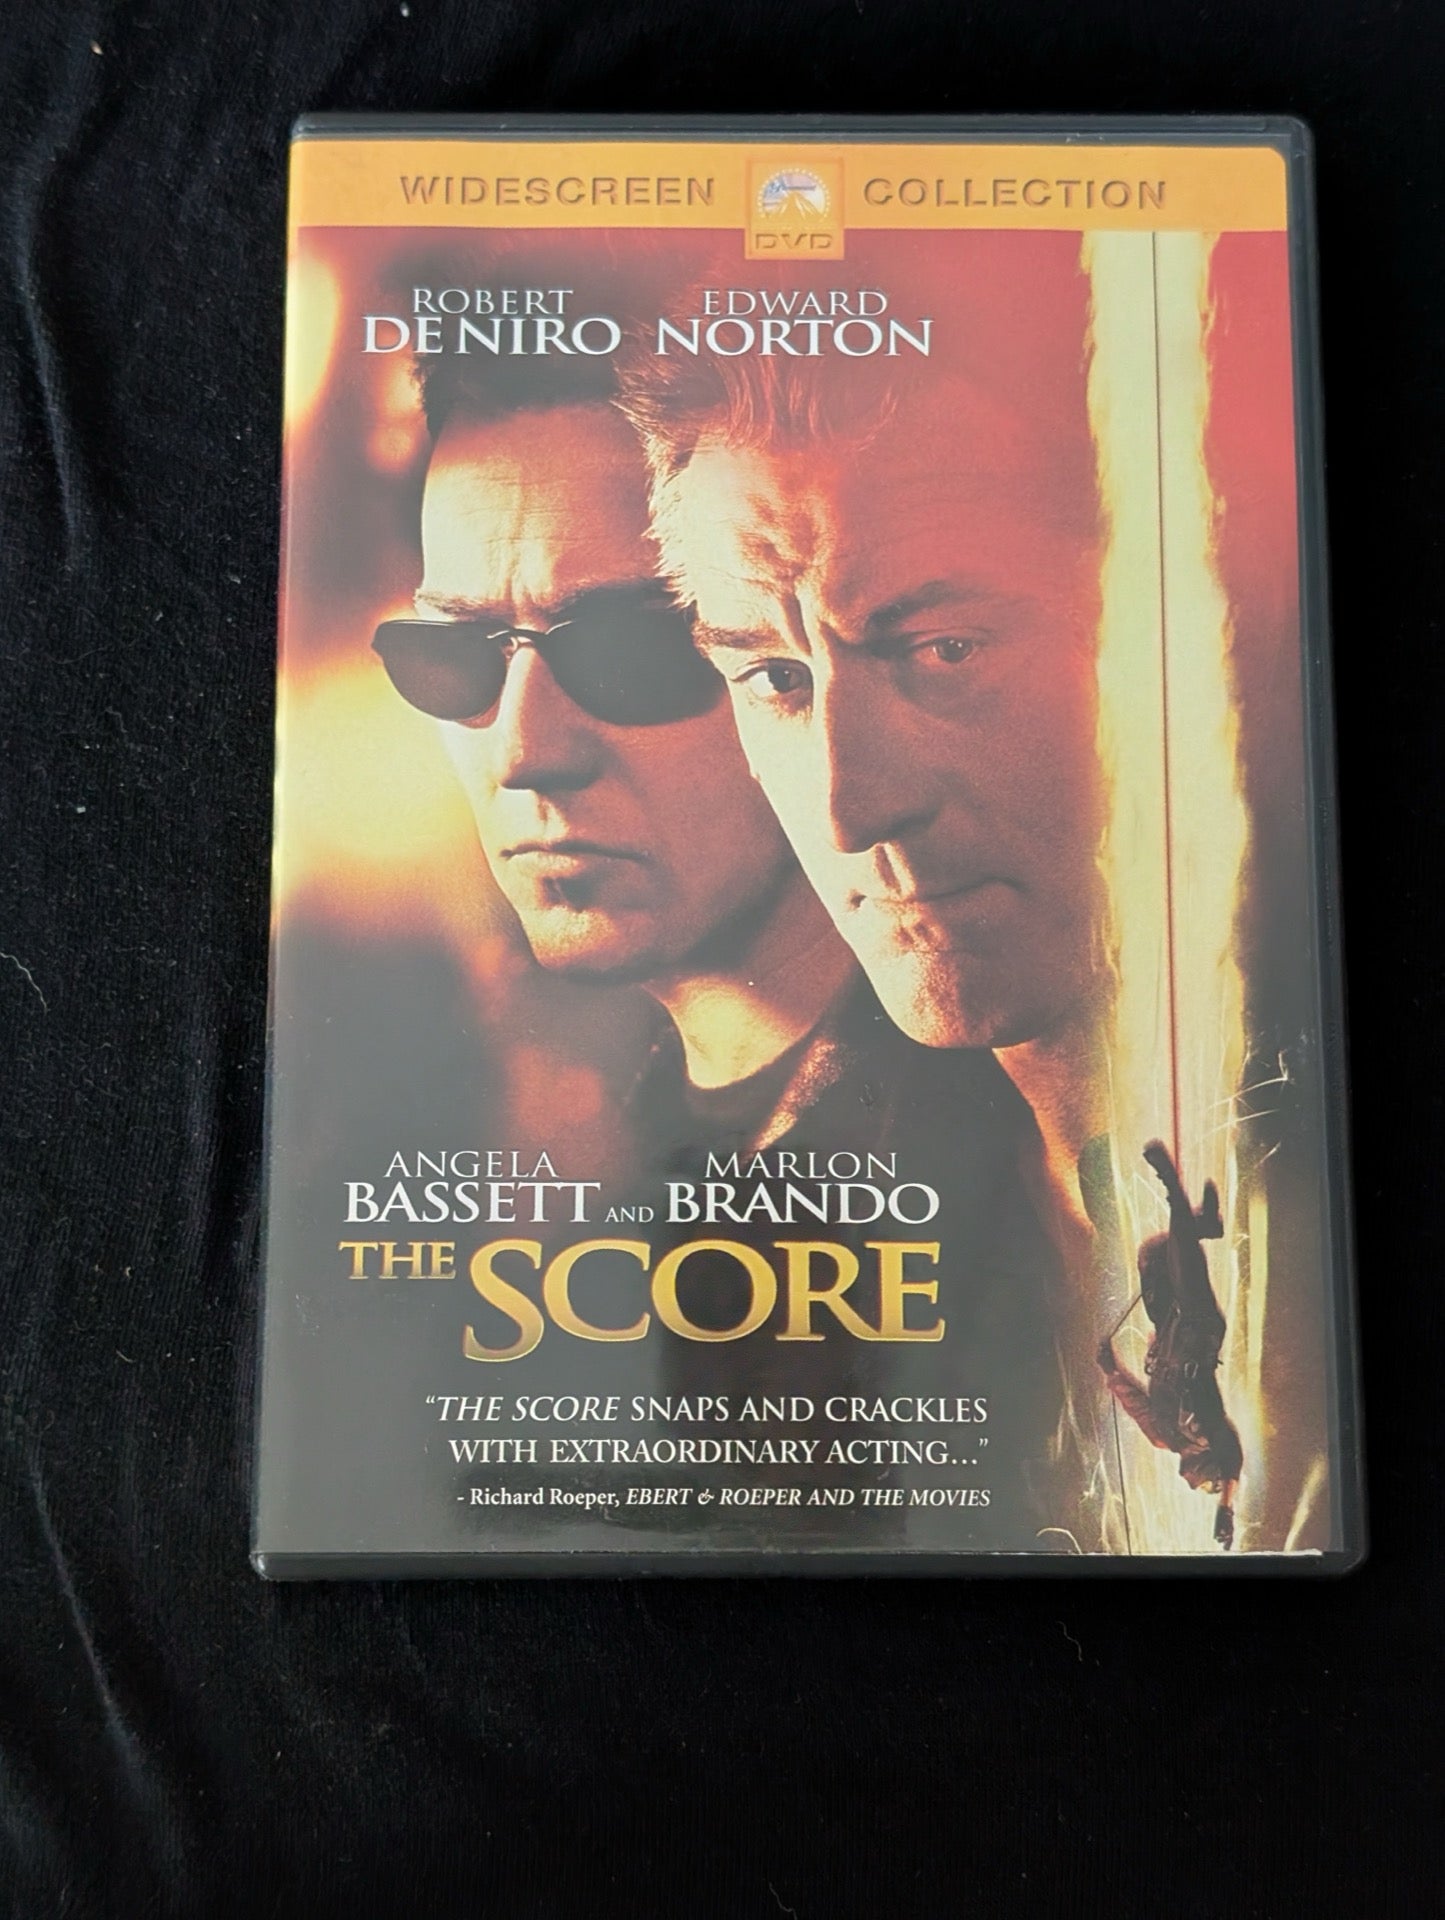 WIDESCREEN Paramount COLLECTION
DVD
ROBERT EDWARD
DE NIRO NORTON
ANGELA MARLON
BASSETT AND BRANDO
THE SCORE
“THE SCORE SNAPS AND CRACKLES
WITH EXTRAORDINARY ACTING...”
- Richard Roeper, EBERT & ROEPER AND THE MOVIES